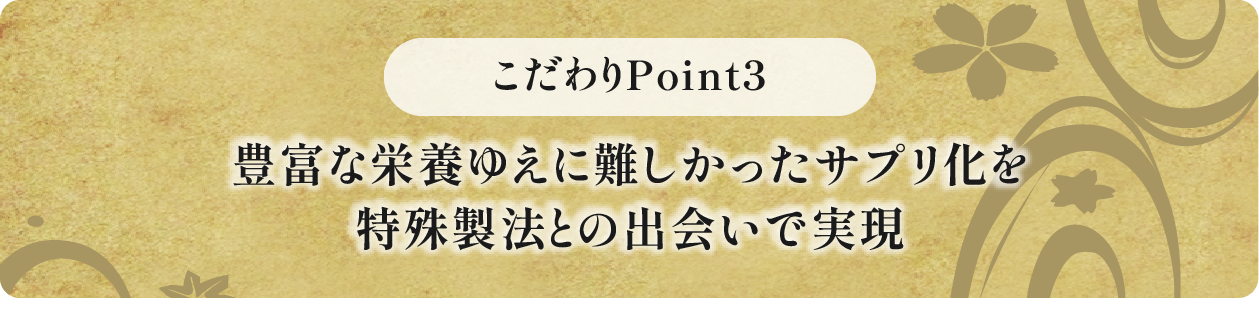 こだわりPoint3
豊富な栄養ゆえに難しかったサプリ化を
特殊製法との出会いで実現